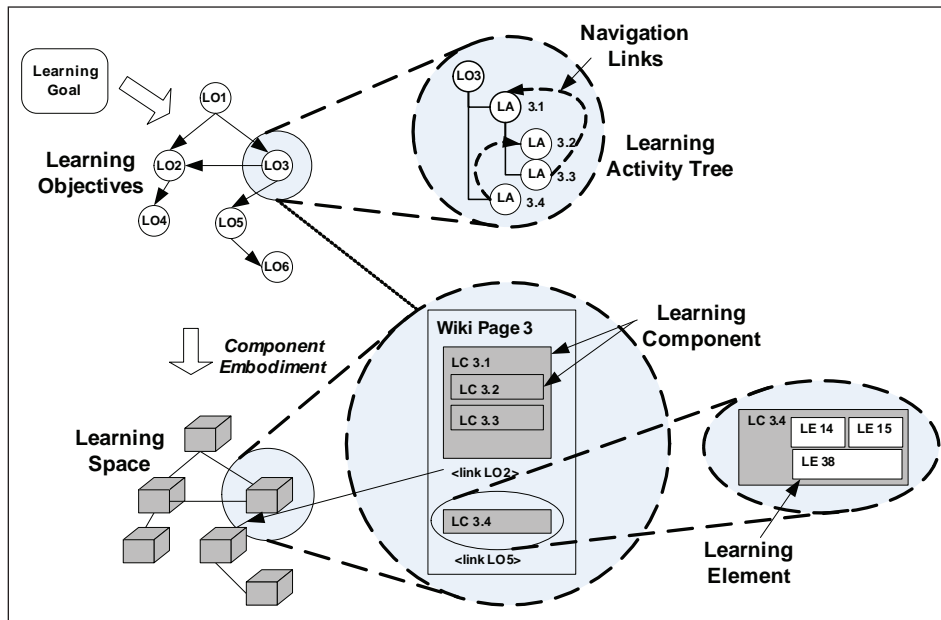 Learning
Goal
LO1
LO2
LO3
LO4
LO5
LO6
Learning
Objectives
LO3
LA 3.1
LA 3.2
LA 3.3
LA 3.4
Navigation
Links
Learning
Activity Tree
Component
Embodiment
Learning
Space
Wiki Page 3
LC 3.1
LC 3.2
LC 3.3
<link LO2>
LC 3.4
<link LO5>
Learning
Component
LC 3.4
LE 14
LE 15
LE 38
Learning
Element